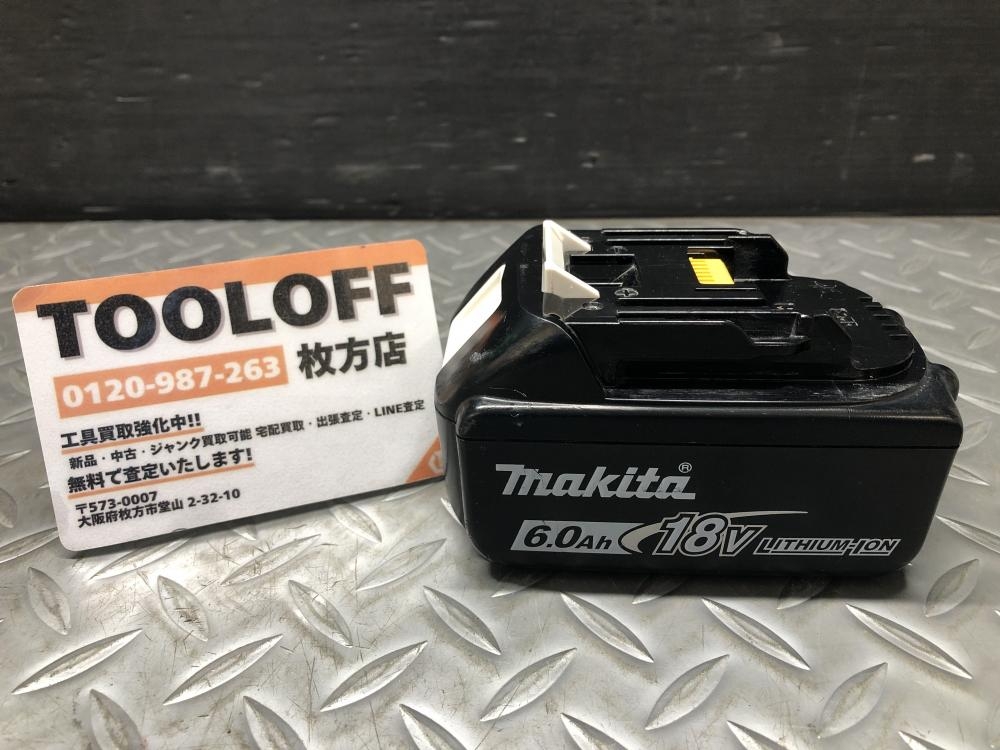 TOOLOFF
0120-987-263 枚方店
工具買取強化中!!
新品・中古・ジャンク買取可能 宅配買取・出張査定・LINE査定
無料で査定いたします!
〒573-0007
大阪府枚方市堂山 2-32-10
makita®
6.0Ah 18V LITHIUM-ION